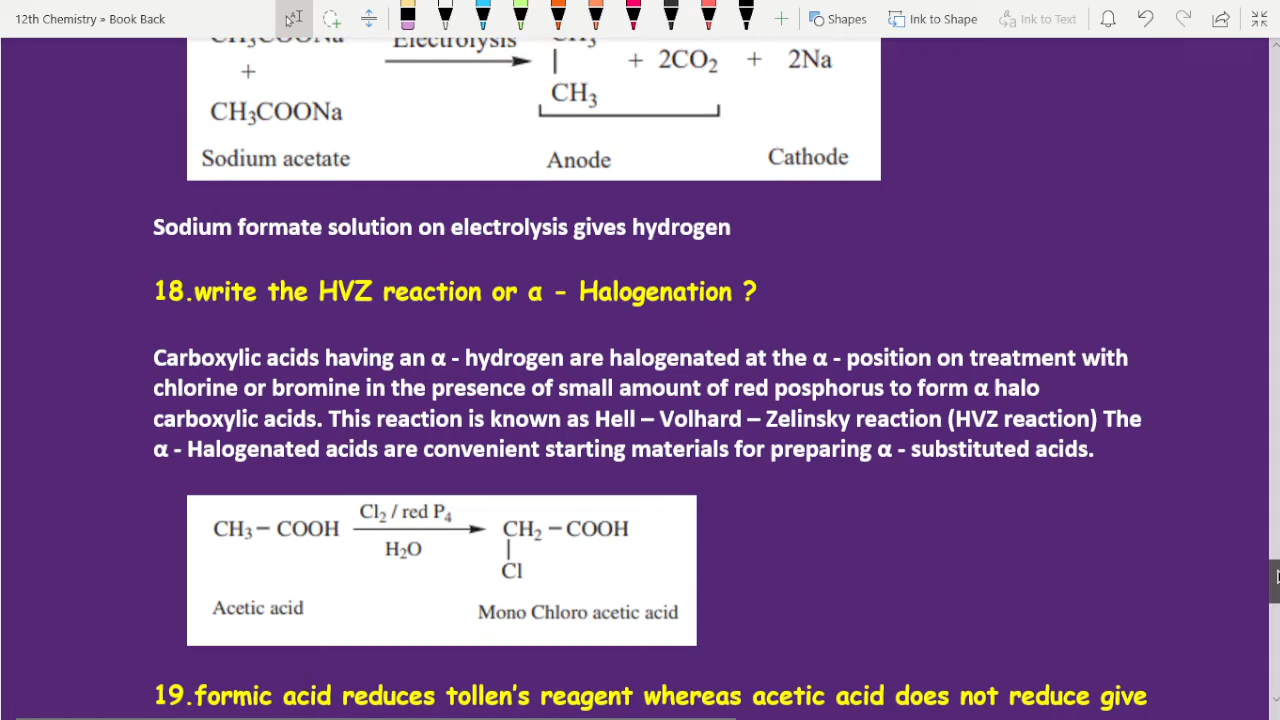 12th Chemistry » Book Back
Shapes
Ink to Shape
Ink to Text
CH3COONa Electrolysis CH3
+ | + 2CO2 + 2Na
CH3COONa CH3
Sodium acetate Anode Cathode
Sodium formate solution on electrolysis gives hydrogen
18.write the HVZ reaction or α - Halogenation ?
Carboxylic acids having an α - hydrogen are halogenated at the α - position on treatment with
chlorine or bromine in the presence of small amount of red posphorus to form α halo
carboxylic acids. This reaction is known as Hell – Volhard – Zelinsky reaction (HVZ reaction) The
α - Halogenated acids are convenient starting materials for preparing α - substituted acids.
Cl2 / red P4
CH3 – COOH CH2 – COOH
H2O |
Cl
Acetic acid Mono Chloro acetic acid
19.formic acid reduces tollen's reagent whereas acetic acid does not reduce give